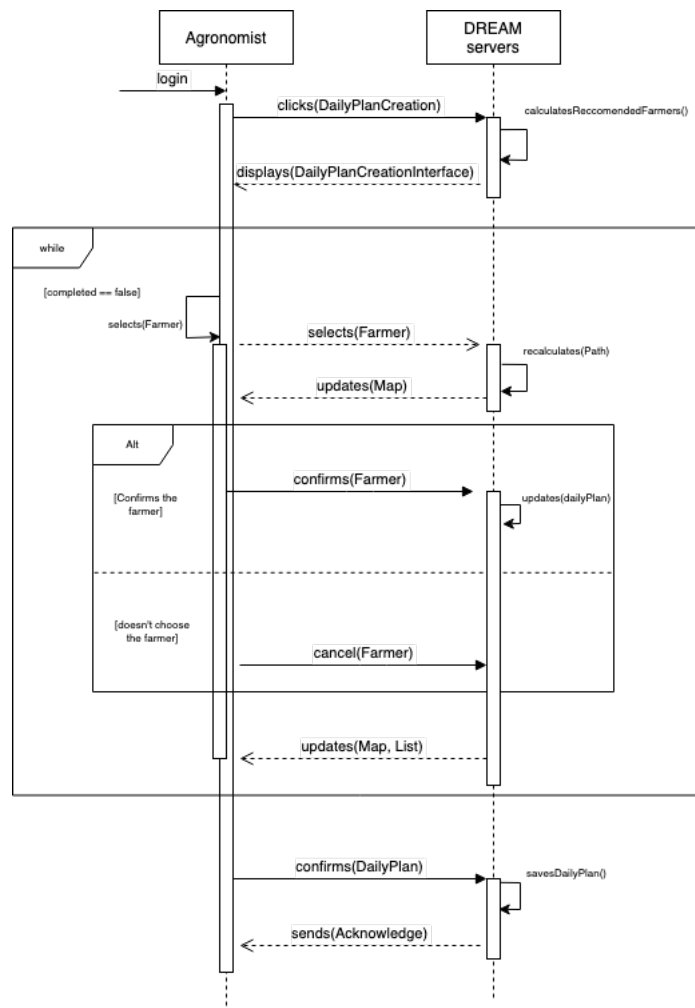 Agronomist
DREAM
servers
login
clicks(DailyPlanCreation)
calculatesReccomendedFarmers()
displays(DailyPlanCreationInterface)
while
[completed == false]
selects(Farmer)
selects(Farmer)
recalculates(Path)
updates(Map)
Alt
[Confirms the
farmer]
confirms(Farmer)
updates(dailyPlan)
[doesn't choose
the farmer]
cancel(Farmer)
updates(Map, List)
confirms(DailyPlan)
savesDailyPlan()
sends(Acknowledge)